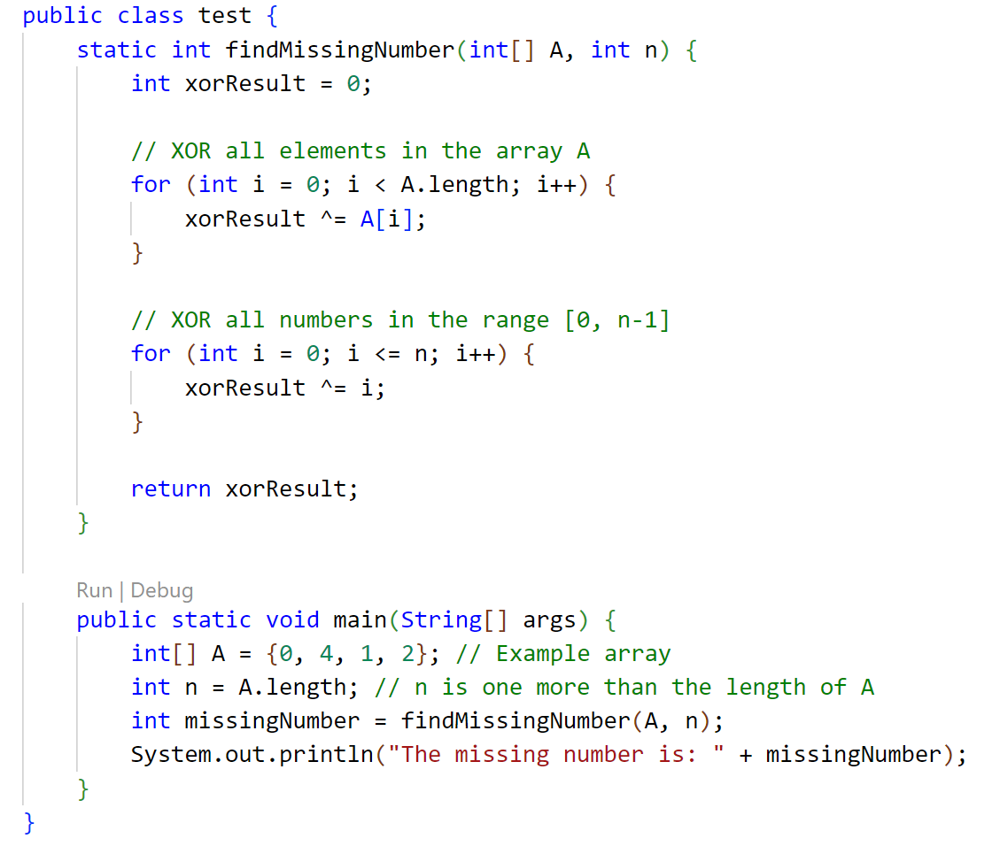 public class test {
    static int findMissingNumber(int[] A, int n) {
        int xorResult = 0;

        // XOR all elements in the array A
        for (int i = 0; i < A.length; i++) {
            xorResult ^= A[i];
        }

        // XOR all numbers in the range [0, n-1]
        for (int i = 0; i <= n; i++) {
            xorResult ^= i;
        }

        return xorResult;
    }

    Run | Debug
    public static void main(String[] args) {
        int[] A = {0, 4, 1, 2}; // Example array
        int n = A.length; // n is one more than the length of A
        int missingNumber = findMissingNumber(A, n);
        System.out.println("The missing number is: " + missingNumber);
    }
}